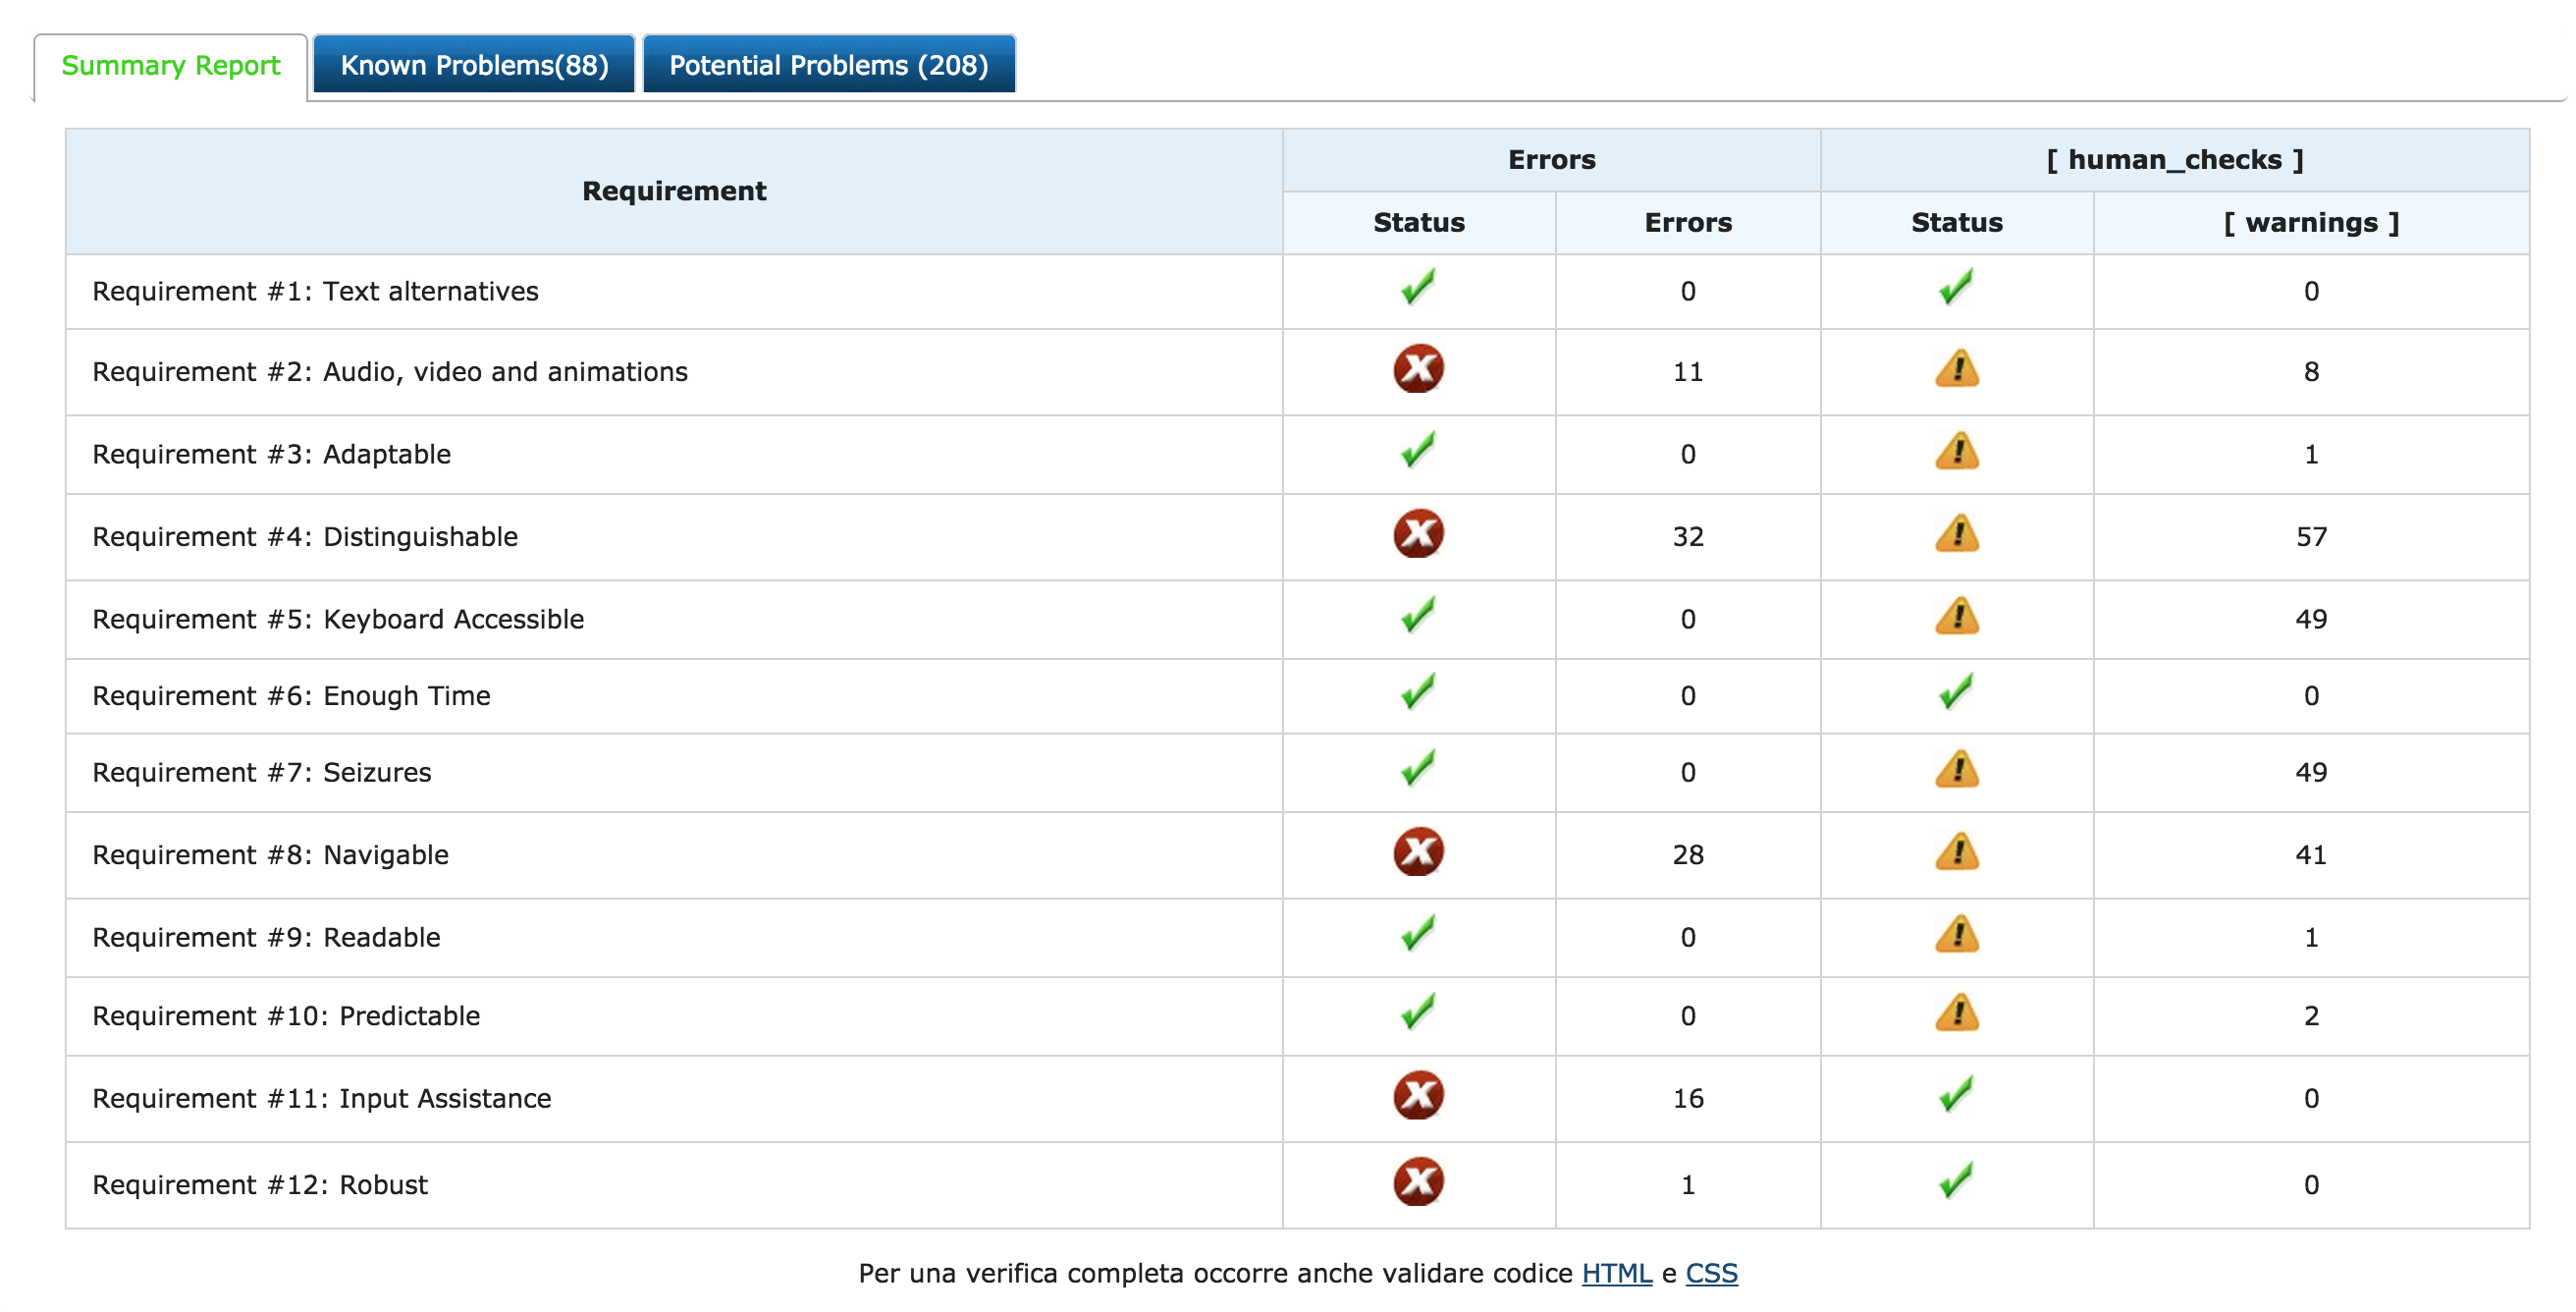 Summary Report Known Problems(88) Potential Problems (208)
Requirement Errors [ human_checks ]
Status Errors Status [ warnings ]
Requirement #1: Text alternatives 0 0
Requirement #2: Audio, video and animations 11 8
Requirement #3: Adaptable 0 1
Requirement #4: Distinguishable 32 57
Requirement #5: Keyboard Accessible 0 49
Requirement #6: Enough Time 0 0
Requirement #7: Seizures 0 49
Requirement #8: Navigable 28 41
Requirement #9: Readable 0 1
Requirement #10: Predictable 0 2
Requirement #11: Input Assistance 16 0
Requirement #12: Robust 1 0
Per una verifica completa occorre anche validare codice HTML e CSS